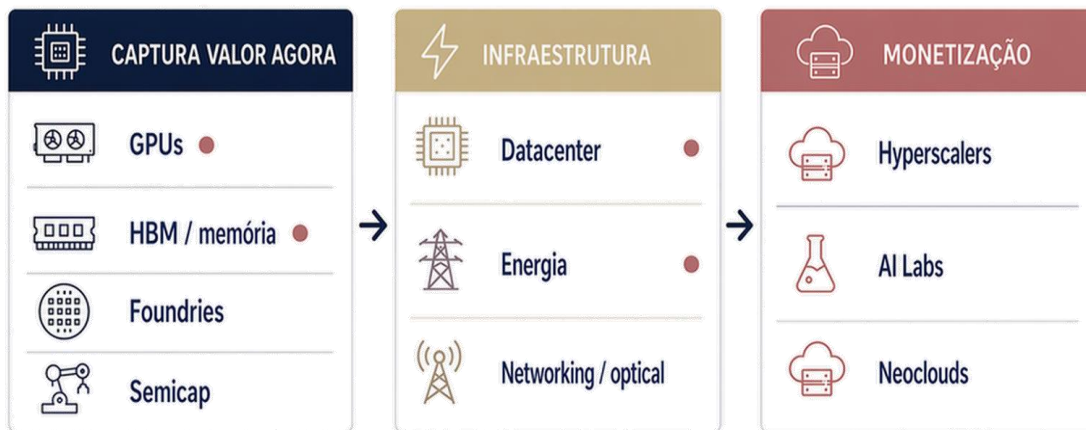 CAPTURA VALOR AGORA
GPUs
HBM / memória
Foundries
Semicap
INFRAESTRUTURA
Datacenter
Energia
Networking / optical
MONETIZAÇÃO
Hyperscalers
AI Labs
Neoclouds